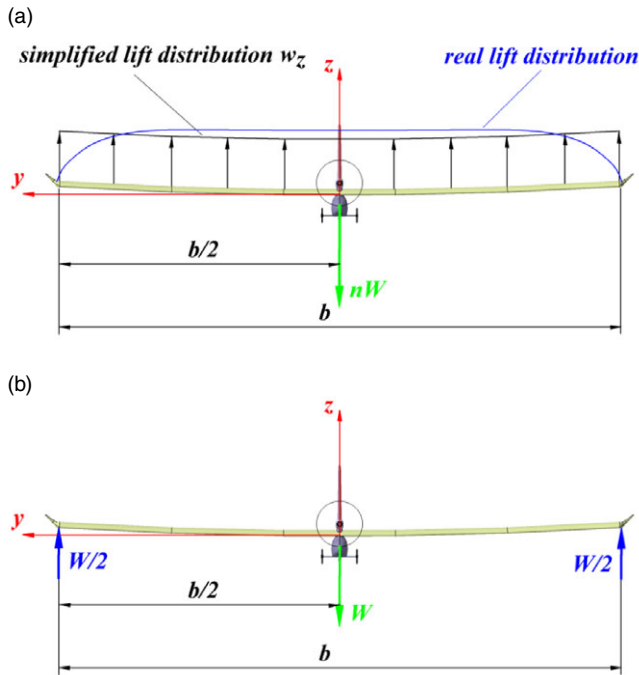 (a)
simplified lift distribution w_z
z
real lift distribution
y
b/2
nW
b
(b)
z
y
W/2
b/2
W
W/2
b